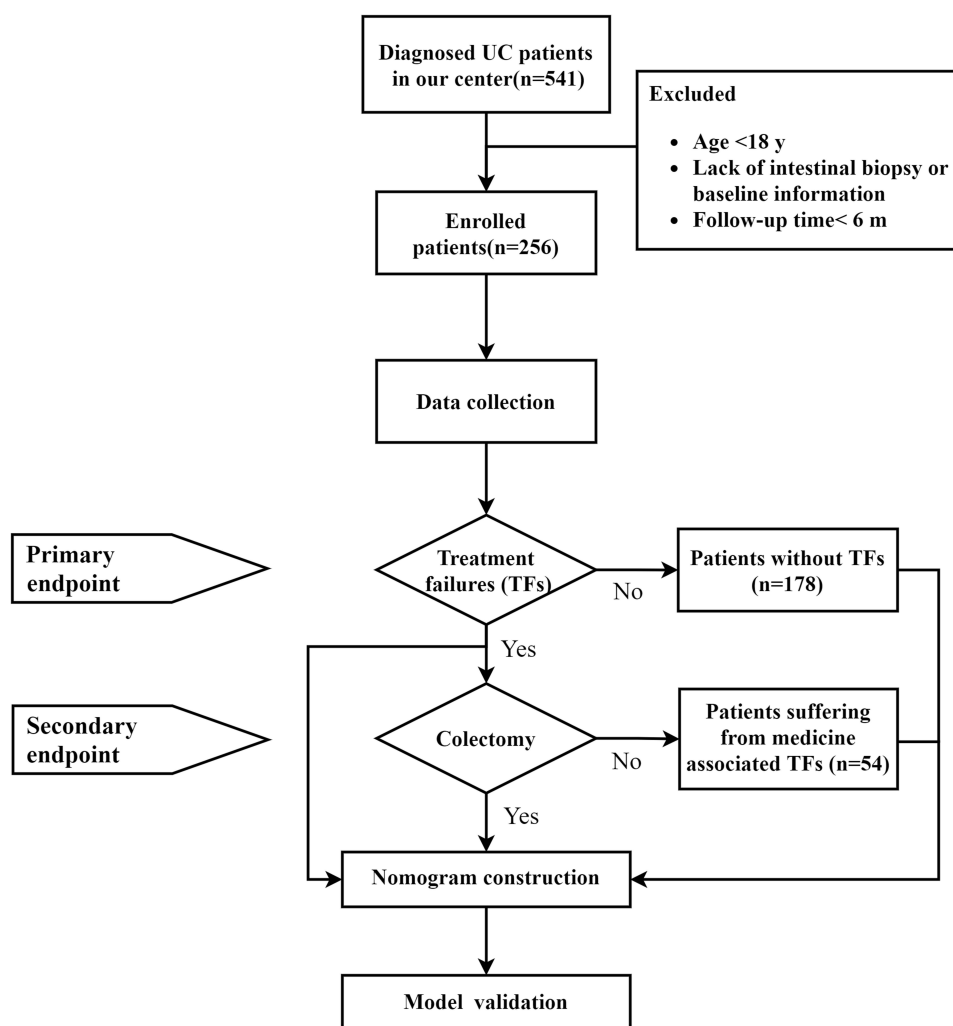 Diagnosed UC patients
in our center(n=541)
Excluded
• Age <18 y
• Lack of intestinal biopsy or
baseline information
• Follow-up time< 6 m
Enrolled
patients(n=256)
Data collection
Primary
endpoint
Treatment
failures (TFs)
No
Patients without TFs
(n=178)
Yes
Secondary
endpoint
Colectomy
No
Patients suffering
from medicine
associated TFs (n=54)
Yes
Nomogram construction
Model validation